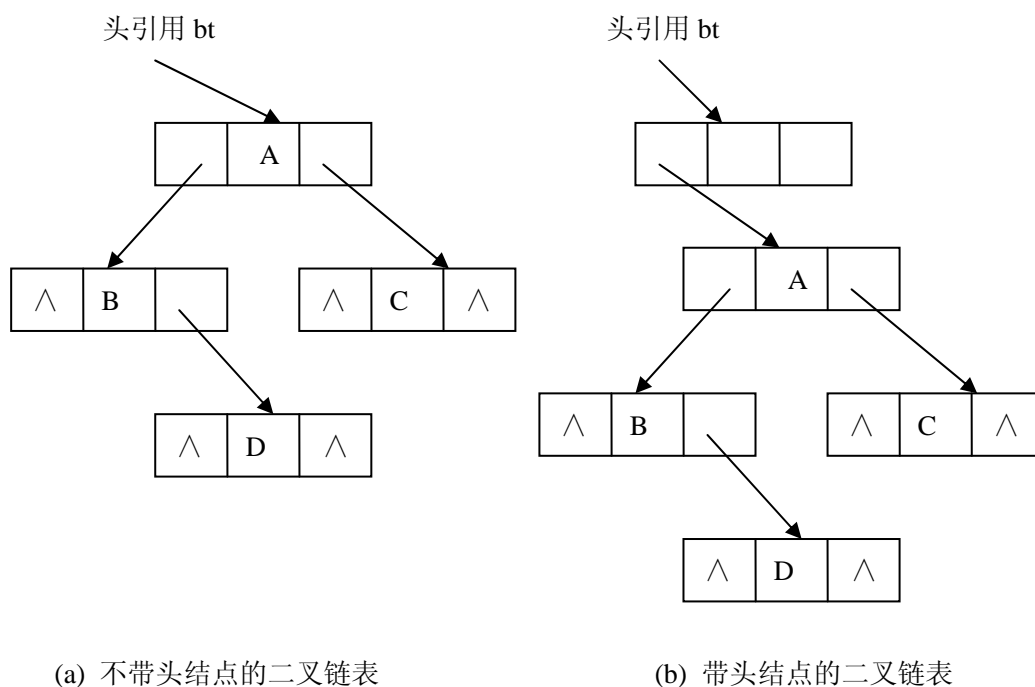 头引用 bt 头引用 bt
A
A
∧ B ∧ C ∧
∧ B ∧ C ∧
∧ D ∧
∧ D ∧
(a) 不带头结点的二叉链表 (b) 带头结点的二叉链表